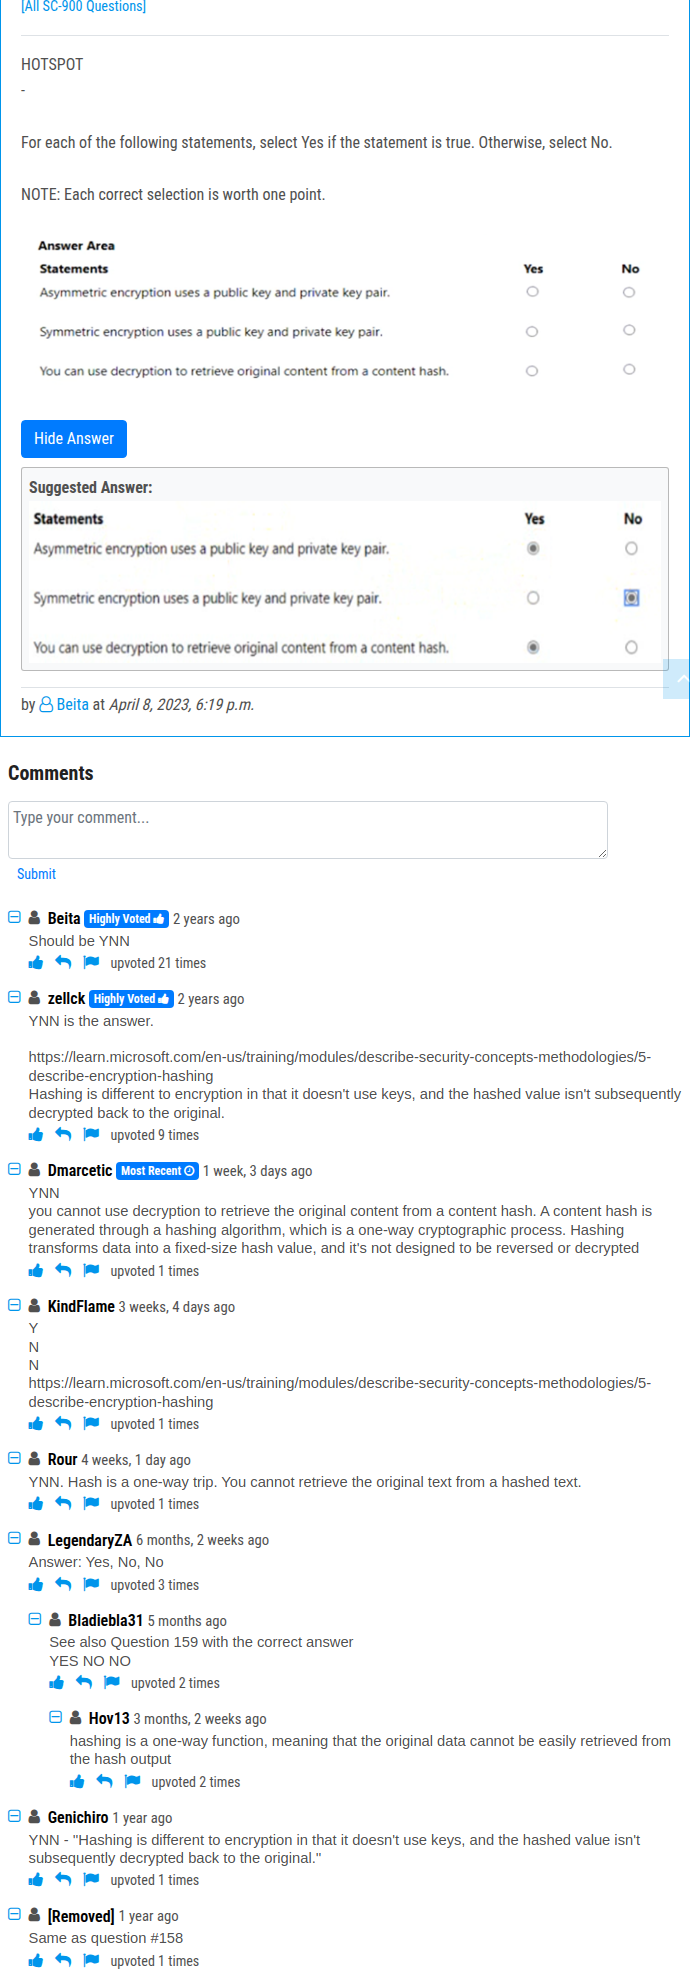 [All SC-900 Questions]
HOTSPOT
-
For each of the following statements, select Yes if the statement is true. Otherwise, select No.
NOTE: Each correct selection is worth one point.
Answer Area
Statements Yes No
Asymmetric encryption uses a public key and private key pair.
Symmetric encryption uses a public key and private key pair.
You can use decryption to retrieve original content from a content hash.
Hide Answer
Suggested Answer:
Statements Yes No
Asymmetric encryption uses a public key and private key pair.
Symmetric encryption uses a public key and private key pair.
You can use decryption to retrieve original content from a content hash.
by Beita at April 8, 2023, 6:19 p.m.
Comments
Type your comment...
Submit
Beita Highly Voted 2 years ago
Should be YNN
upvoted 21 times
zellck Highly Voted 2 years ago
YNN is the answer.
https://learn.microsoft.com/en-us/training/modules/describe-security-concepts-methodologies/5-
describe-encryption-hashing
Hashing is different to encryption in that it doesn't use keys, and the hashed value isn't subsequently
decrypted back to the original.
upvoted 9 times
Dmarcetic Most Recent 1 week, 3 days ago
YNN
you cannot use decryption to retrieve the original content from a content hash. A content hash is
generated through a hashing algorithm, which is a one-way cryptographic process. Hashing
transforms data into a fixed-size hash value, and it's not designed to be reversed or decrypted
upvoted 1 times
KindFlame 3 weeks, 4 days ago
Y
N
N
https://learn.microsoft.com/en-us/training/modules/describe-security-concepts-methodologies/5-
describe-encryption-hashing
upvoted 1 times
Rour 4 weeks, 1 day ago
YNN. Hash is a one-way trip. You cannot retrieve the original text from a hashed text.
upvoted 1 times
LegendaryZA 6 months, 2 weeks ago
Answer: Yes, No, No
upvoted 3 times
Bladiebla31 5 months ago
See also Question 159 with the correct answer
YES NO NO
upvoted 2 times
Hov13 3 months, 2 weeks ago
hashing is a one-way function, meaning that the original data cannot be easily retrieved from
the hash output
upvoted 2 times
Genichiro 1 year ago
YNN - "Hashing is different to encryption in that it doesn't use keys, and the hashed value isn't
subsequently decrypted back to the original."
upvoted 1 times
[Removed] 1 year ago
Same as question #158
upvoted 1 times